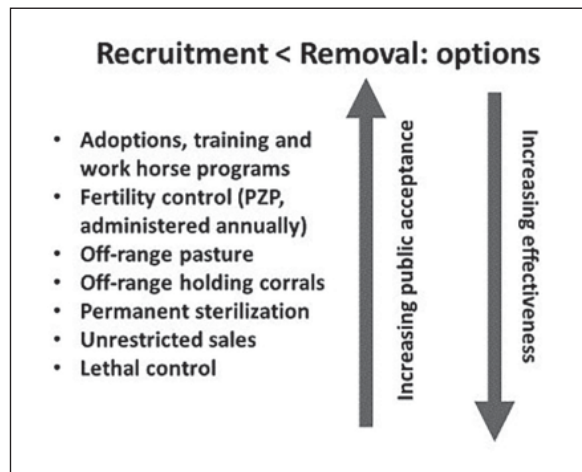 Recruitment < Removal: options
• Adoptions, training and
work horse programs
• Fertility control (PZP,
administered annually)
• Off-range pasture
• Off-range holding corrals
• Permanent sterilization
• Unrestricted sales
• Lethal control
Increasing public acceptance
Increasing effectiveness